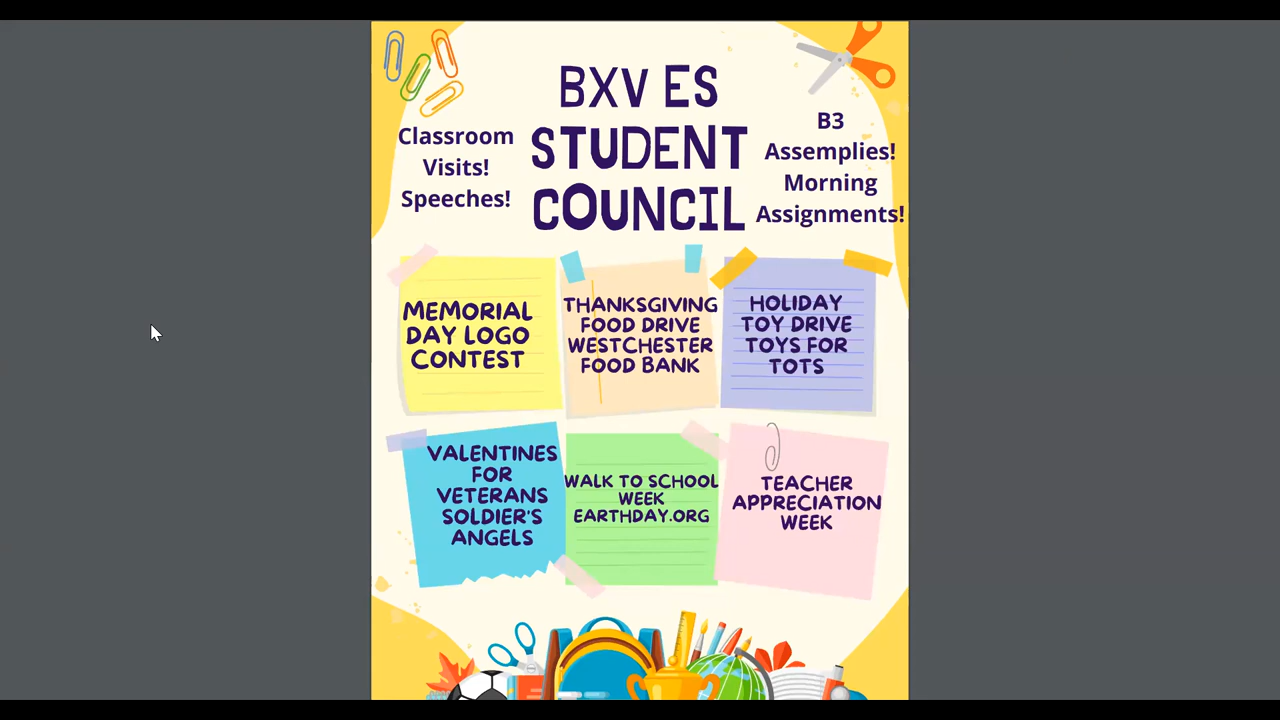 BXV ES
STUDENT
COUNCIL
Classroom
Visits!
Speeches!
B3
Assemplies!
Morning
Assignments!
MEMORIAL
DAY LOGO
CONTEST
THANKSGIVING
FOOD DRIVE
WESTCHESTER
FOOD BANK
HOLIDAY
TOY DRIVE
TOYS FOR
TOTS
VALENTINES
FOR
VETERANS
SOLDIER'S
ANGELS
WALK TO SCHOOL
WEEK
EARTHDAY.ORG
TEACHER
APPRECIATION
WEEK